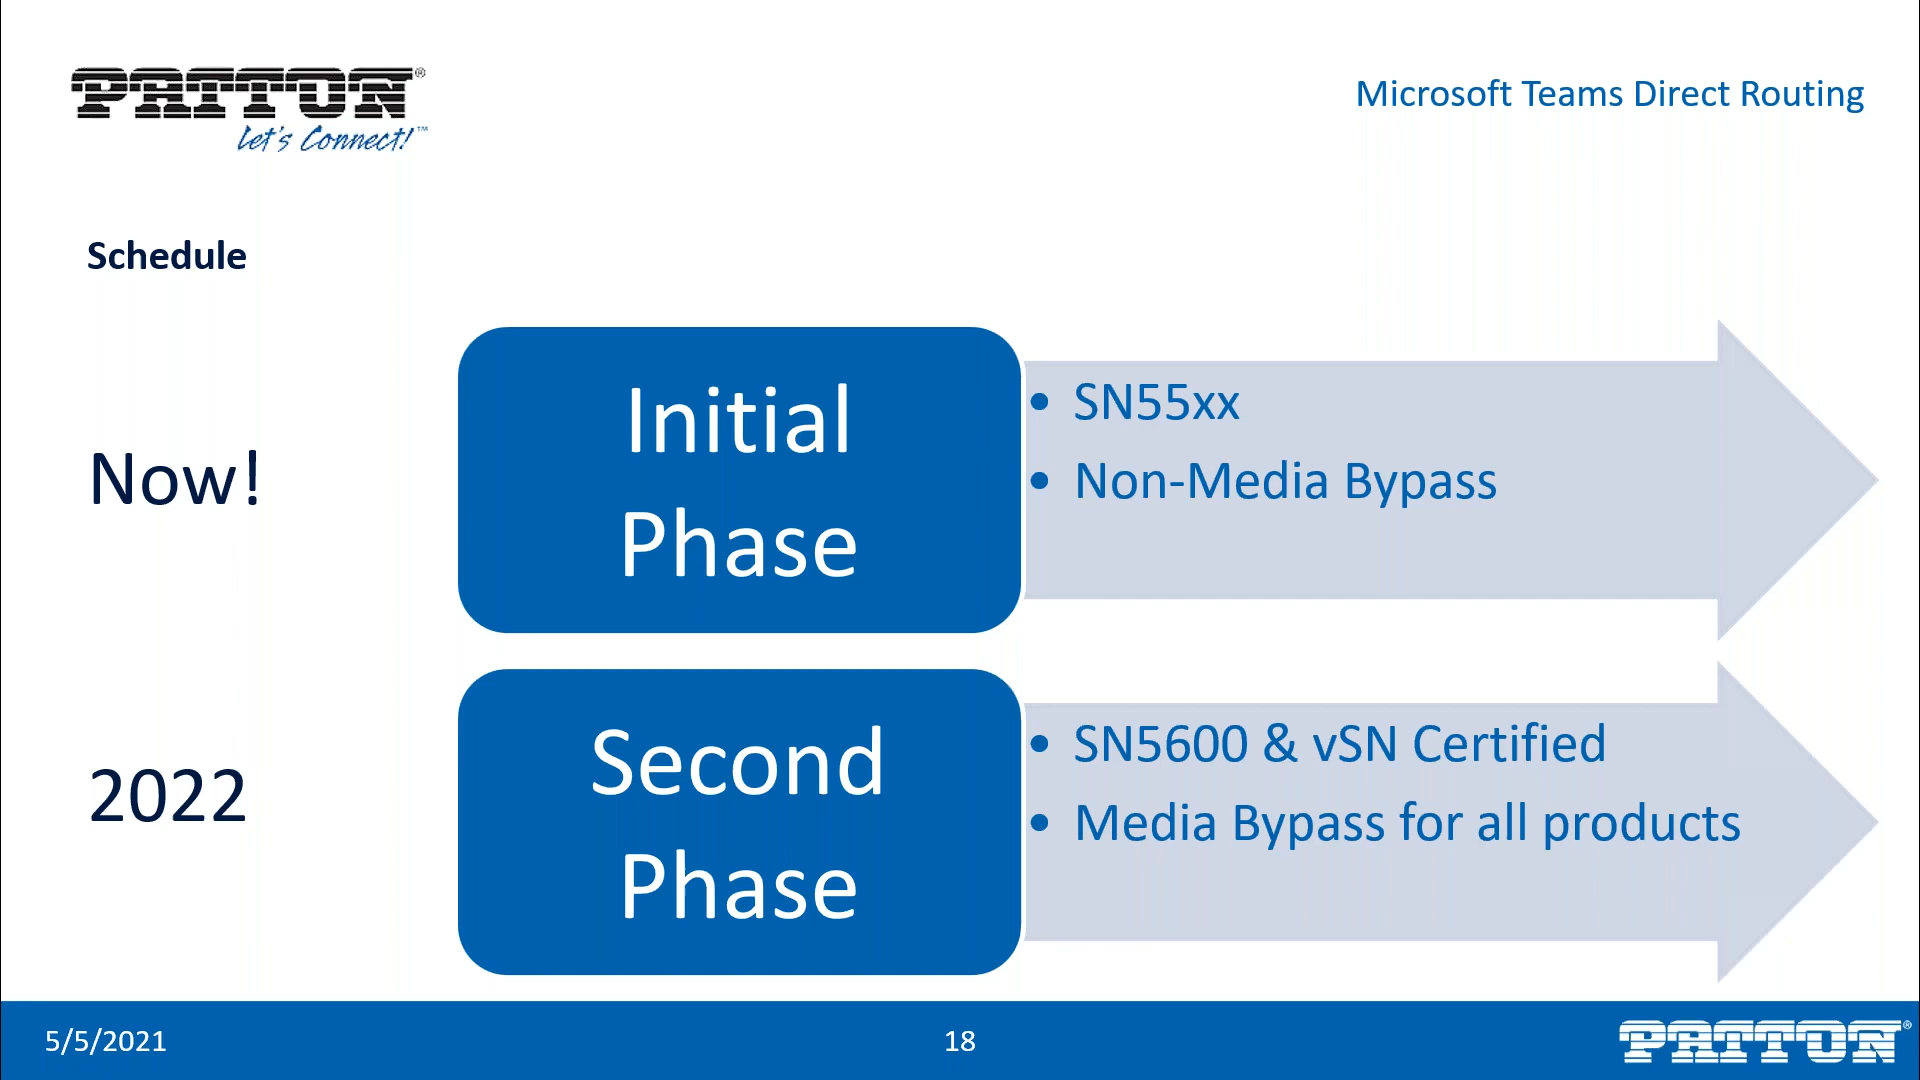 PATTON®
Let's Connect!™
Microsoft Teams Direct Routing
Schedule
Now!
Initial
Phase
• SN55xx
• Non-Media Bypass
2022
Second
Phase
• SN5600 & vSN Certified
• Media Bypass for all products
5/5/2021
18
PATTON®